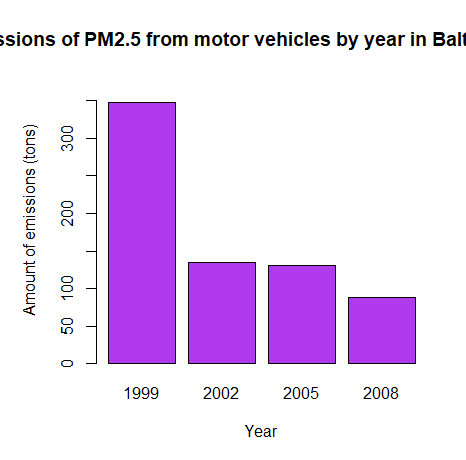 ssions of PM2.5 from motor vehicles by year in Balt
Amount of emissions (tons)
300
200
100
50
0
1999 2002 2005 2008
Year